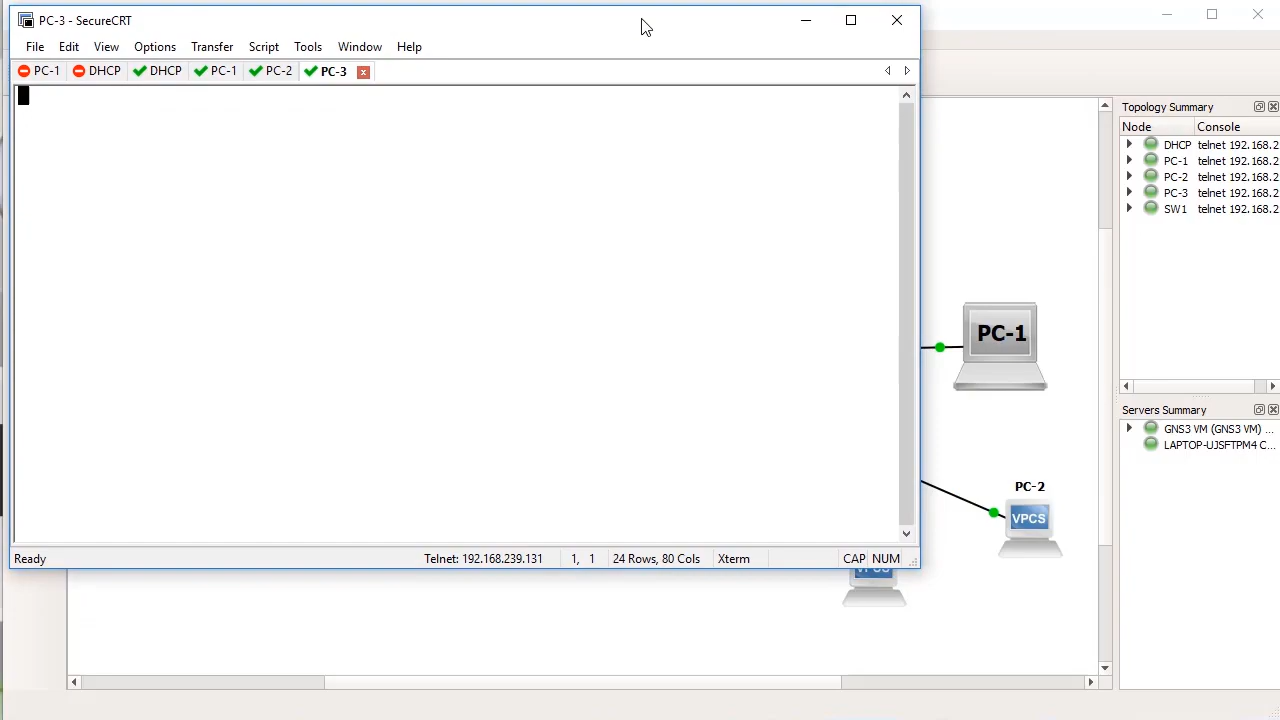 PC-3 - SecureCRT
File Edit View Options Transfer Script Tools Window Help
PC-1 DHCP DHCP PC-1 PC-2 PC-3
Ready Telnet: 192.168.239.131 1, 1 24 Rows, 80 Cols Xterm CAP NUM
PC-1
PC-2
VPCS
VPCS
Topology Summary
Node Console
DHCP telnet 192.168.2
PC-1 telnet 192.168.2
PC-2 telnet 192.168.2
PC-3 telnet 192.168.2
SW1 telnet 192.168.2
Servers Summary
GNS3 VM (GNS3 VM) ...
LAPTOP-UJSFTPM4 C...